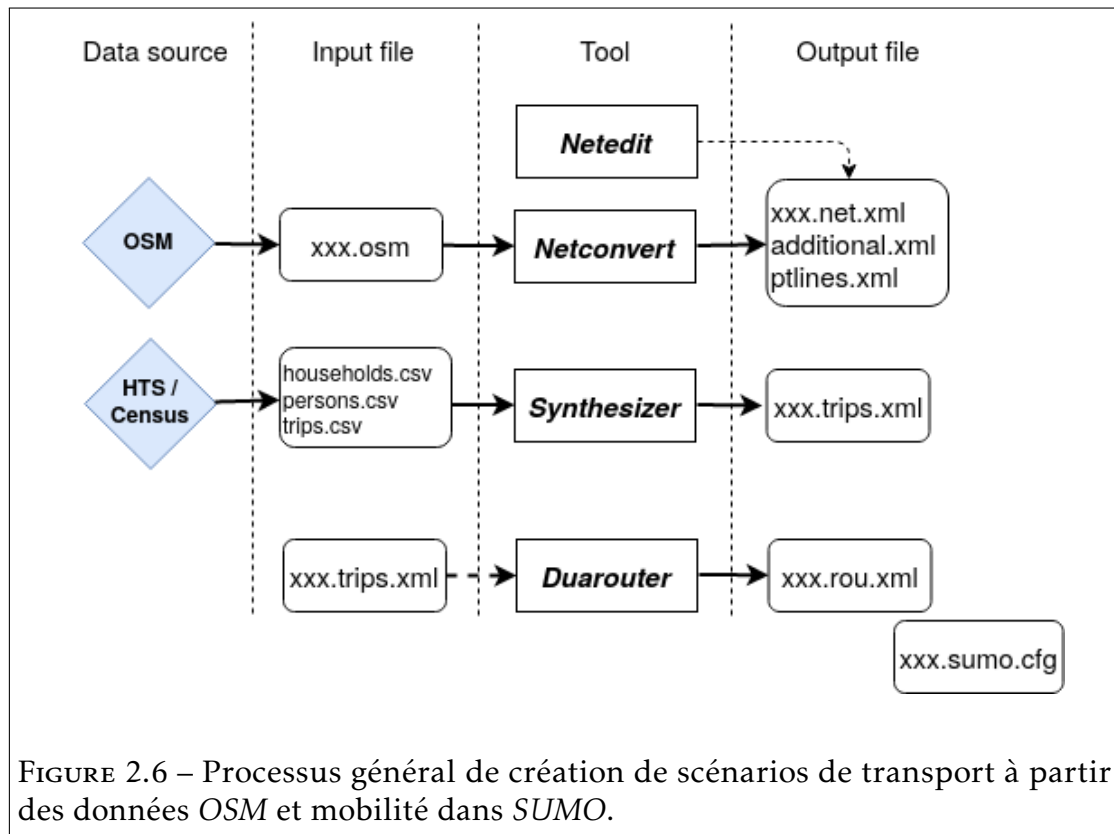 Data source
Input file
Tool
Output file
Netedit
OSM
xxx.osm
Netconvert
xxx.net.xml
additional.xml
ptlines.xml
HTS /
Census
households.csv
persons.csv
trips.csv
Synthesizer
xxx.trips.xml
xxx.trips.xml
Duarouter
xxx.rou.xml
xxx.sumo.cfg
FIGURE 2.6 – Processus général de création de scénarios de transport à partir
des données OSM et mobilité dans SUMO.